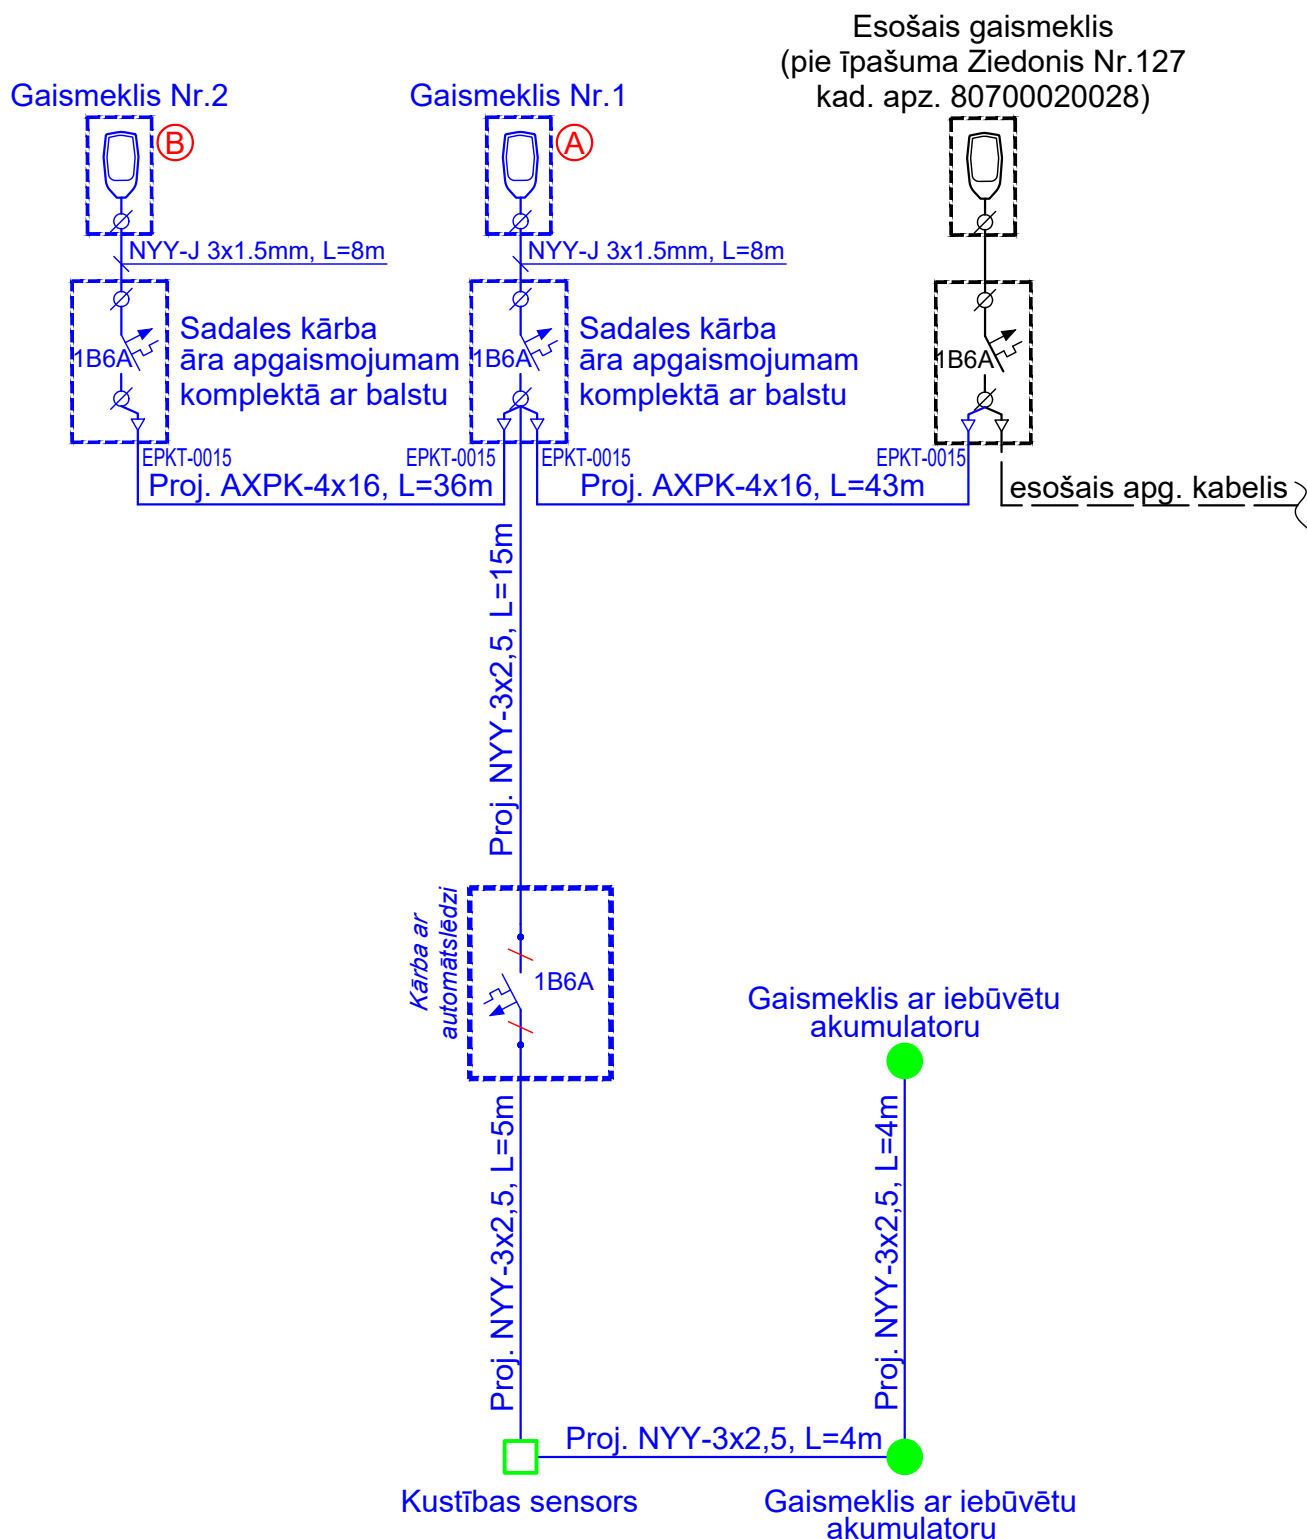 Esošais gaismeklis
(pie īpašuma Ziedonis Nr.127
kad. apz. 80700020028)
Gaismeklis Nr.2
Gaismeklis Nr.1
B
A
NYY-J 3x1.5mm, L=8m
NYY-J 3x1.5mm, L=8m
1B6A
Sadales kārba
āra apgaismojumam
komplektā ar balstu
1B6A
Sadales kārba
āra apgaismojumam
komplektā ar balstu
1B6A
EPKT-0015
EPKT-0015
EPKT-0015
EPKT-0015
Proj. AXPK-4x16, L=36m
Proj. AXPK-4x16, L=43m
esošais apg. kabelis
Proj. NYY-3x2,5, L=15m
Kārba ar
automātslēdzi
1B6A
Gaismeklis ar iebūvētu
akumulatoru
Proj. NYY-3x2,5, L=5m
Proj. NYY-3x2,5, L=4m
Proj. NYY-3x2,5, L=4m
Kustības sensors
Gaismeklis ar iebūvētu
akumulatoru